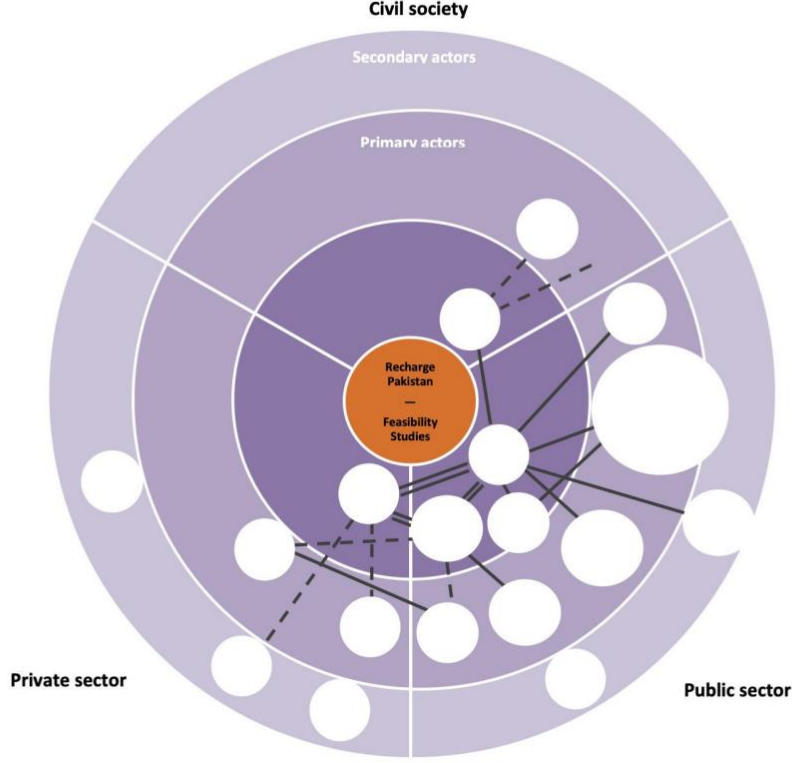 Civil society
Secondary actors
Primary actors
Recharge
Pakistan
—
Feasibility
Studies
Private sector
Public sector